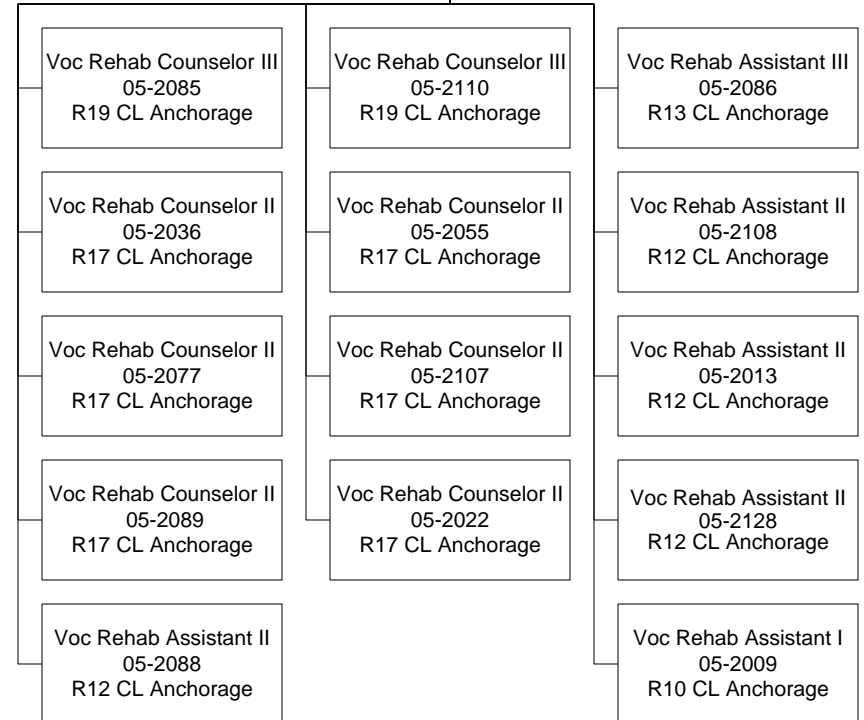 Voc Rehab Counselor III
05-2085
R19 CL Anchorage
Voc Rehab Counselor II
05-2036
R17 CL Anchorage
Voc Rehab Counselor II
05-2077
R17 CL Anchorage
Voc Rehab Counselor II
05-2089
R17 CL Anchorage
Voc Rehab Assistant II
05-2088
R12 CL Anchorage
Voc Rehab Counselor III
05-2110
R19 CL Anchorage
Voc Rehab Counselor II
05-2055
R17 CL Anchorage
Voc Rehab Counselor II
05-2107
R17 CL Anchorage
Voc Rehab Counselor II
05-2022
R17 CL Anchorage
Voc Rehab Assistant III
05-2086
R13 CL Anchorage
Voc Rehab Assistant II
05-2108
R12 CL Anchorage
Voc Rehab Assistant II
05-2013
R12 CL Anchorage
Voc Rehab Assistant II
05-2128
R12 CL Anchorage
Voc Rehab Assistant I
05-2009
R10 CL Anchorage